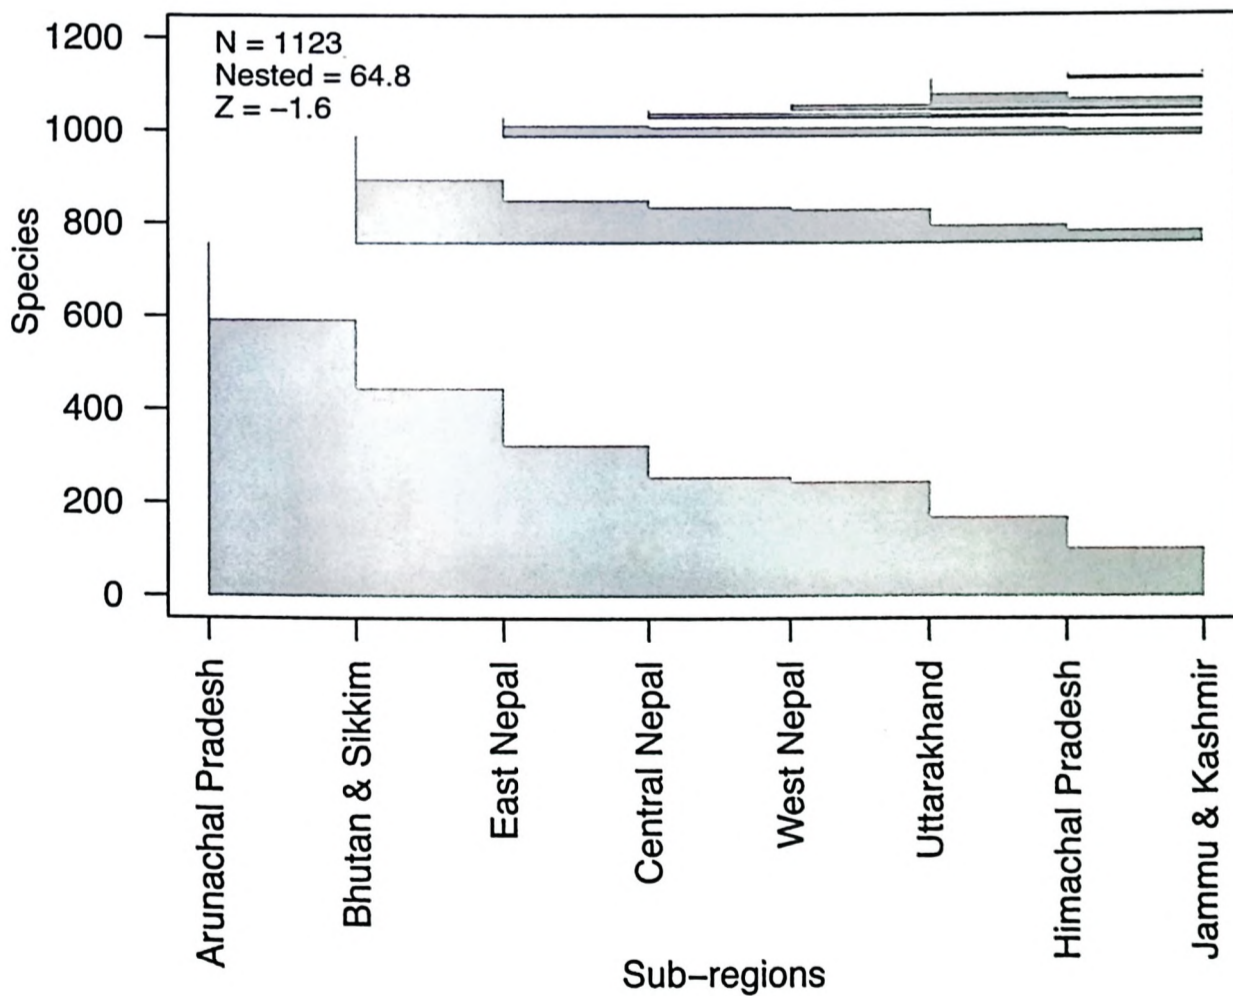 1200
1000
800
600
400
200
0
Species
N = 1123
Nested = 64.8
Z = −1.6
Arunachal Pradesh
Bhutan & Sikkim
East Nepal
Central Nepal
West Nepal
Uttarakhand
Himachal Pradesh
Jammu & Kashmir
Sub−regions